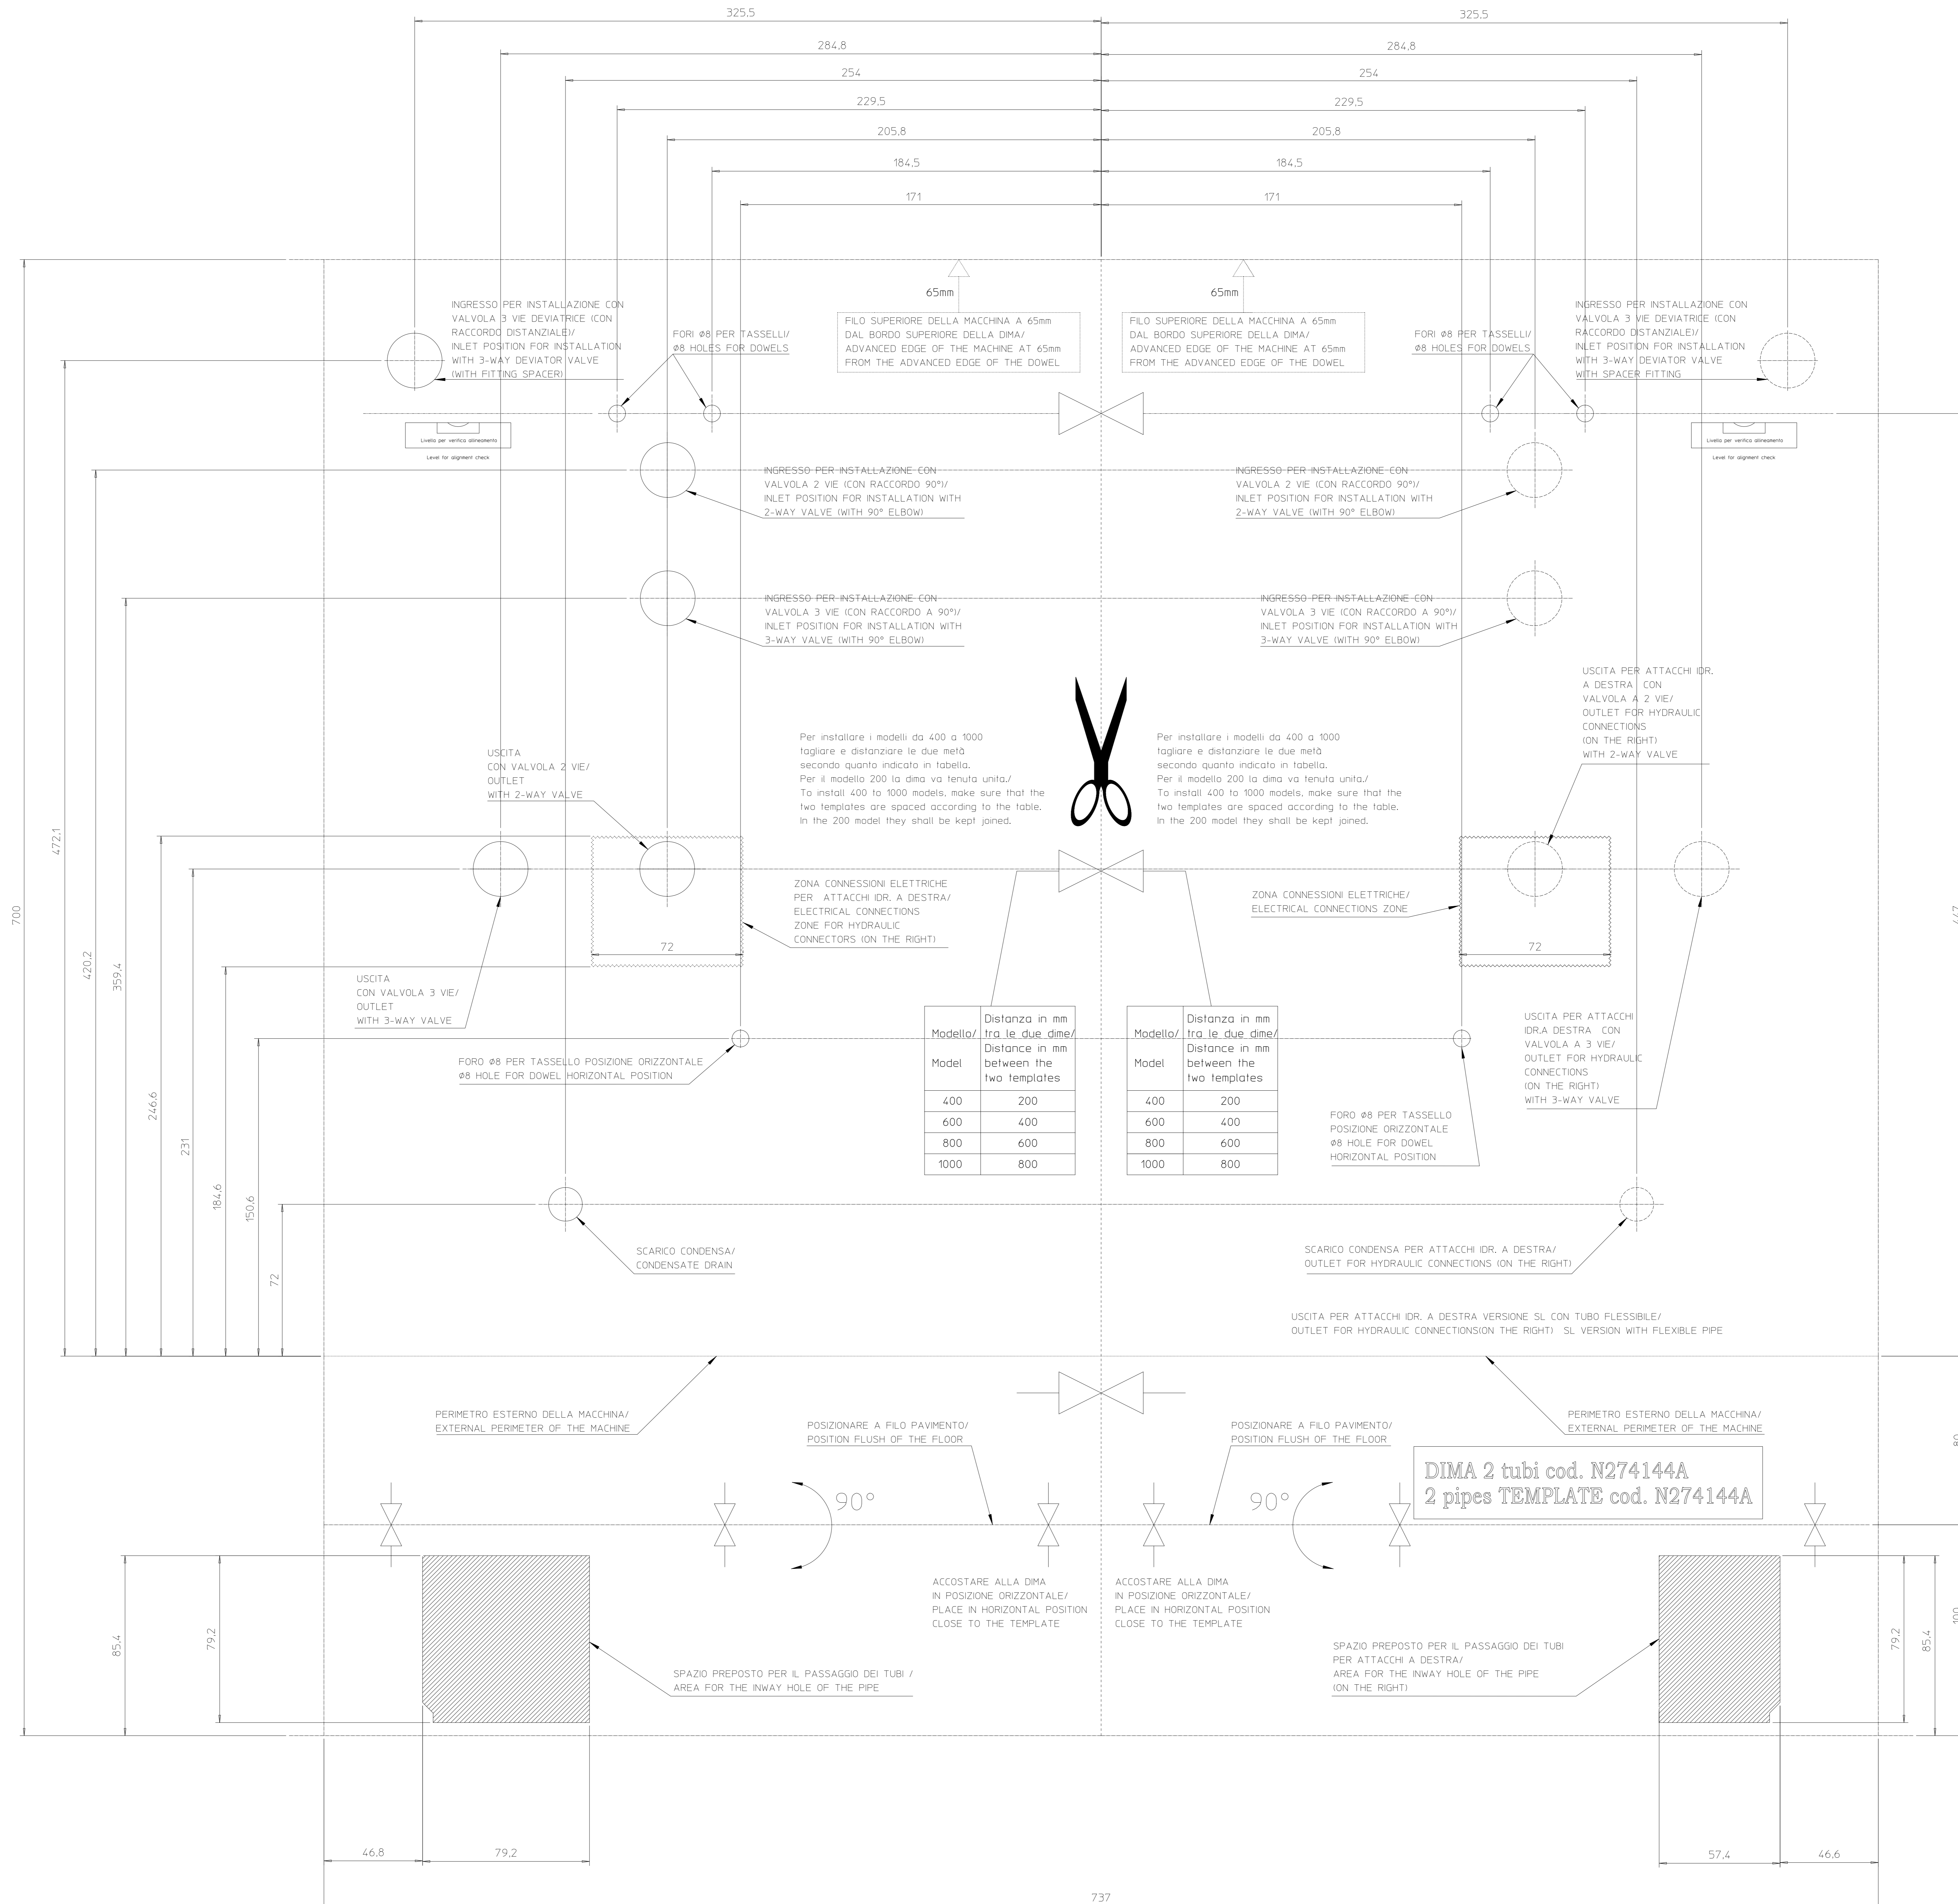 325,5
325,5
284,8
284,8
254
254
229,5
229,5
205,8
205,8
184,5
184,5
171
171
65mm
65mm
INGRESSO PER INSTALLAZIONE CON
VALVOLA 3 VIE DEVIATRICE (CON
RACCORDO DISTANZIALE)/
INLET POSITION FOR INSTALLATION
WITH 3-WAY DEVIATOR VALVE
(WITH FITTING SPACER)
FORI Ø8 PER TASSELLI/
Ø8 HOLES FOR DOWELS
FILO SUPERIORE DELLA MACCHINA A 65mm
DAL BORDO SUPERIORE DELLA DIMA/
ADVANCED EDGE OF THE MACHINE AT 65mm
FROM THE ADVANCED EDGE OF THE DOWEL
FILO SUPERIORE DELLA MACCHINA A 65mm
DAL BORDO SUPERIORE DELLA DIMA/
ADVANCED EDGE OF THE MACHINE AT 65mm
FROM THE ADVANCED EDGE OF THE DOWEL
FORI Ø8 PER TASSELLI/
Ø8 HOLES FOR DOWELS
INGRESSO PER INSTALLAZIONE CON
VALVOLA 3 VIE DEVIATRICE (CON
RACCORDO DISTANZIALE)/
INLET POSITION FOR INSTALLATION
WITH 3-WAY DEVIATOR VALVE
WITH SPACER FITTING
Livella per verifica allineamento
Level for alignment check
Livella per verifica allineamento
Level for alignment check
INGRESSO PER INSTALLAZIONE CON
VALVOLA 2 VIE (CON RACCORDO 90°)/
INLET POSITION FOR INSTALLATION WITH
2-WAY VALVE (WITH 90° ELBOW)
INGRESSO PER INSTALLAZIONE CON
VALVOLA 2 VIE (CON RACCORDO 90°)/
INLET POSITION FOR INSTALLATION WITH
2-WAY VALVE (WITH 90° ELBOW)
INGRESSO PER INSTALLAZIONE CON
VALVOLA 3 VIE (CON RACCORDO A 90°)/
INLET POSITION FOR INSTALLATION WITH
3-WAY VALVE (WITH 90° ELBOW)
INGRESSO PER INSTALLAZIONE CON
VALVOLA 3 VIE (CON RACCORDO A 90°)/
INLET POSITION FOR INSTALLATION WITH
3-WAY VALVE (WITH 90° ELBOW)
USCITA PER ATTACCHI IDR.
A DESTRA CON
VALVOLA A 2 VIE/
OUTLET FOR HYDRAULIC
CONNECTIONS
(ON THE RIGHT)
WITH 2-WAY VALVE
USCITA
CON VALVOLA 2 VIE/
OUTLET
WITH 2-WAY VALVE
Per installare i modelli da 400 a 1000
tagliare e distanziare le due metà
secondo quanto indicato in tabella.
Per il modello 200 la dima va tenuta unita./
To install 400 to 1000 models, make sure that the
two templates are spaced according to the table.
In the 200 model they shall be kept joined.
Per installare i modelli da 400 a 1000
tagliare e distanziare le due metà
secondo quanto indicato in tabella.
Per il modello 200 la dima va tenuta unita./
To install 400 to 1000 models, make sure that the
two templates are spaced according to the table.
In the 200 model they shall be kept joined.
700
472,1
420,2
359,4
246,6
231
184,6
150,6
72
ZONA CONNESSIONI ELETTRICHE
PER ATTACCHI IDR. A DESTRA/
ELECTRICAL CONNECTIONS
ZONE FOR HYDRAULIC
CONNECTORS (ON THE RIGHT)
ZONA CONNESSIONI ELETTRICHE/
ELECTRICAL CONNECTIONS ZONE
72
72
USCITA
CON VALVOLA 3 VIE/
OUTLET
WITH 3-WAY VALVE
USCITA PER ATTACCHI
IDR.A DESTRA CON
VALVOLA A 3 VIE/
OUTLET FOR HYDRAULIC
CONNECTIONS
(ON THE RIGHT)
WITH 3-WAY VALVE
FORO Ø8 PER TASSELLO POSIZIONE ORIZZONTALE
Ø8 HOLE FOR DOWEL HORIZONTAL POSITION
Modello/
Model
Distanza in mm
tra le due dime/
Distance in mm
between the
two templates
400 200
600 400
800 600
1000 800
Modello/
Model
Distanza in mm
tra le due dime/
Distance in mm
between the
two templates
400 200
600 400
800 600
1000 800
FORO Ø8 PER TASSELLO
POSIZIONE ORIZZONTALE
Ø8 HOLE FOR DOWEL
HORIZONTAL POSITION
SCARICO CONDENSA/
CONDENSATE DRAIN
SCARICO CONDENSA PER ATTACCHI IDR. A DESTRA/
OUTLET FOR HYDRAULIC CONNECTIONS (ON THE RIGHT)
USCITA PER ATTACCHI IDR. A DESTRA VERSIONE SL CON TUBO FLESSIBILE/
OUTLET FOR HYDRAULIC CONNECTIONS(ON THE RIGHT) SL VERSION WITH FLEXIBLE PIPE
PERIMETRO ESTERNO DELLA MACCHINA/
EXTERNAL PERIMETER OF THE MACHINE
POSIZIONARE A FILO PAVIMENTO/
POSITION FLUSH OF THE FLOOR
POSIZIONARE A FILO PAVIMENTO/
POSITION FLUSH OF THE FLOOR
PERIMETRO ESTERNO DELLA MACCHINA/
EXTERNAL PERIMETER OF THE MACHINE
DIMA 2 tubi cod. N274144A
2 pipes TEMPLATE cod. N274144A
90°
90°
ACCOSTARE ALLA DIMA
IN POSIZIONE ORIZZONTALE/
PLACE IN HORIZONTAL POSITION
CLOSE TO THE TEMPLATE
ACCOSTARE ALLA DIMA
IN POSIZIONE ORIZZONTALE/
PLACE IN HORIZONTAL POSITION
CLOSE TO THE TEMPLATE
85,4
79,2
SPAZIO PREPOSTO PER IL PASSAGGIO DEI TUBI /
AREA FOR THE INWAY HOLE OF THE PIPE
SPAZIO PREPOSTO PER IL PASSAGGIO DEI TUBI
PER ATTACCHI A DESTRA/
AREA FOR THE INWAY HOLE OF THE PIPE
(ON THE RIGHT)
79,2
85,4
46,8
79,2
57,4
46,6
737